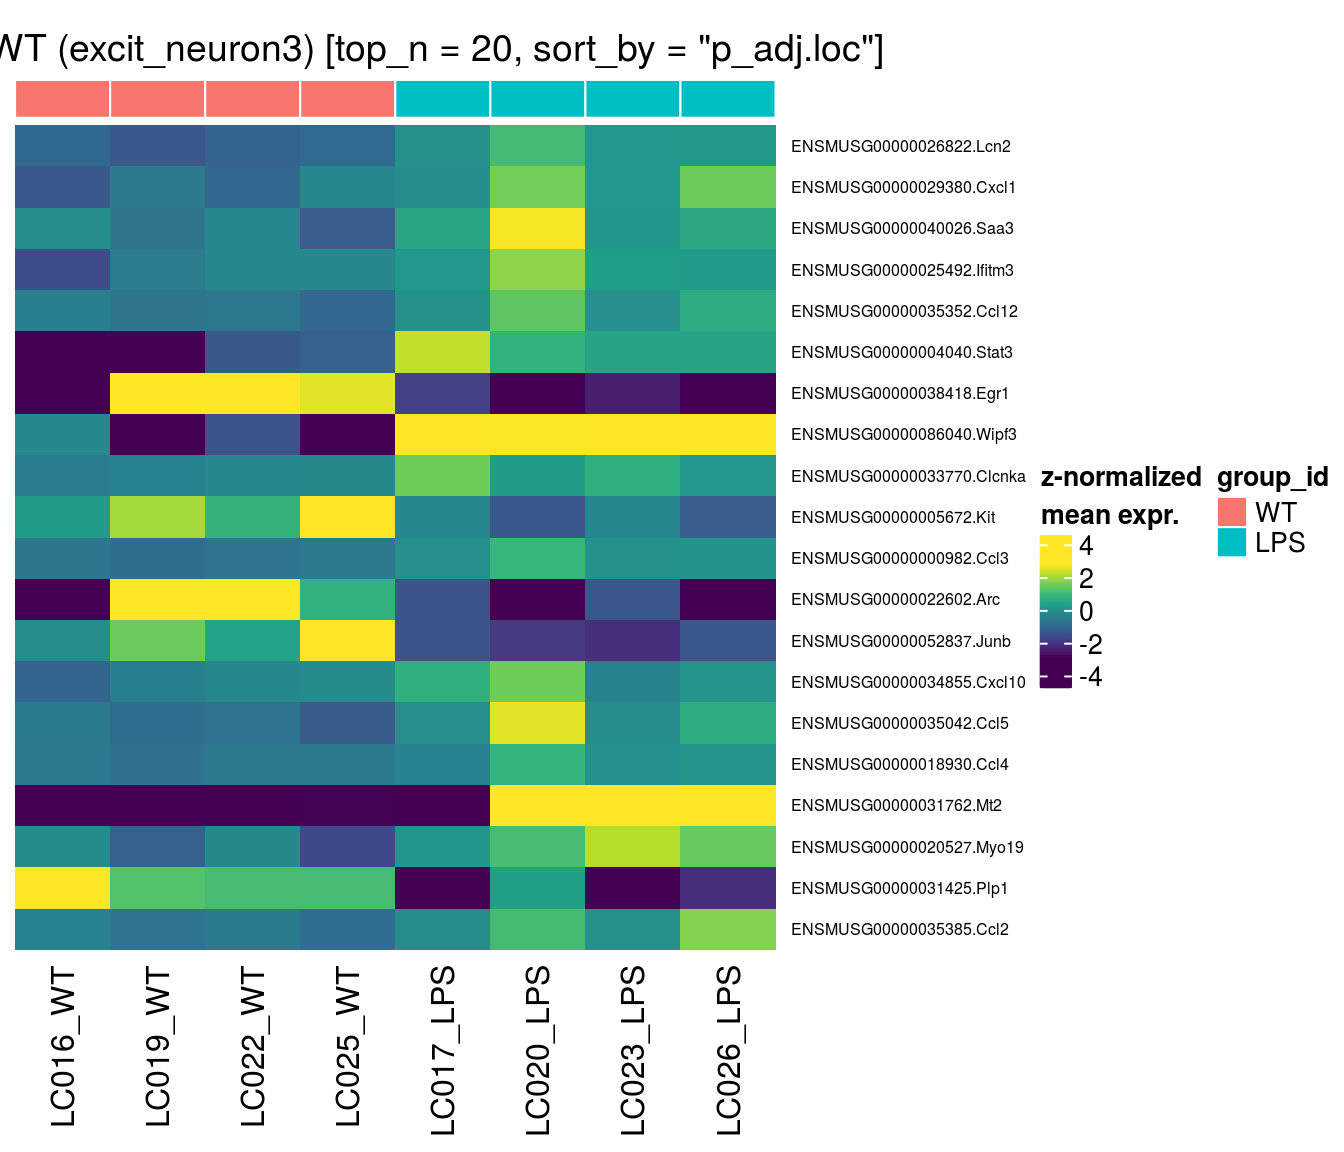 WT (excit_neuron3) [top_n = 20, sort_by = "p_adj.loc"]
ENSMUSG00000026822.Lcn2
ENSMUSG00000029380.Cxcl1
ENSMUSG00000040026.Saa3
ENSMUSG00000025492.Ifitm3
ENSMUSG00000035352.Ccl12
ENSMUSG00000004040.Stat3
ENSMUSG00000038418.Egr1
ENSMUSG00000086040.Wipf3
ENSMUSG00000033770.Clcnka
ENSMUSG00000005672.Kit
ENSMUSG00000000982.Ccl3
ENSMUSG00000022602.Arc
ENSMUSG00000052837.Junb
ENSMUSG00000034855.Cxcl10
ENSMUSG00000035042.Ccl5
ENSMUSG00000018930.Ccl4
ENSMUSG00000031762.Mt2
ENSMUSG00000020527.Myo19
ENSMUSG00000031425.Plp1
ENSMUSG00000035385.Ccl2
z-normalized
mean expr.
4
2
0
-2
-4
group_id
WT
LPS
LC016_WT
LC019_WT
LC022_WT
LC025_WT
LC017_LPS
LC020_LPS
LC023_LPS
LC026_LPS